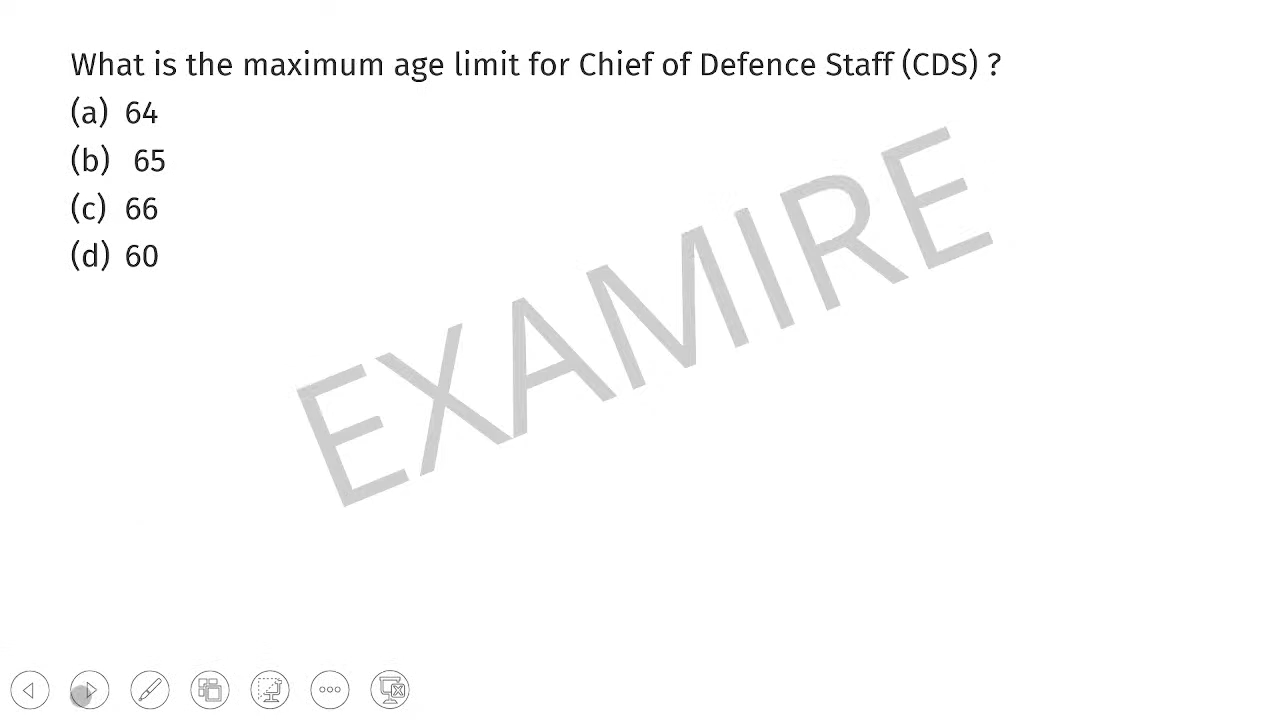 What is the maximum age limit for Chief of Defence Staff (CDS) ?
(a) 64
(b) 65
(c) 66
(d) 60
EXAMIRE